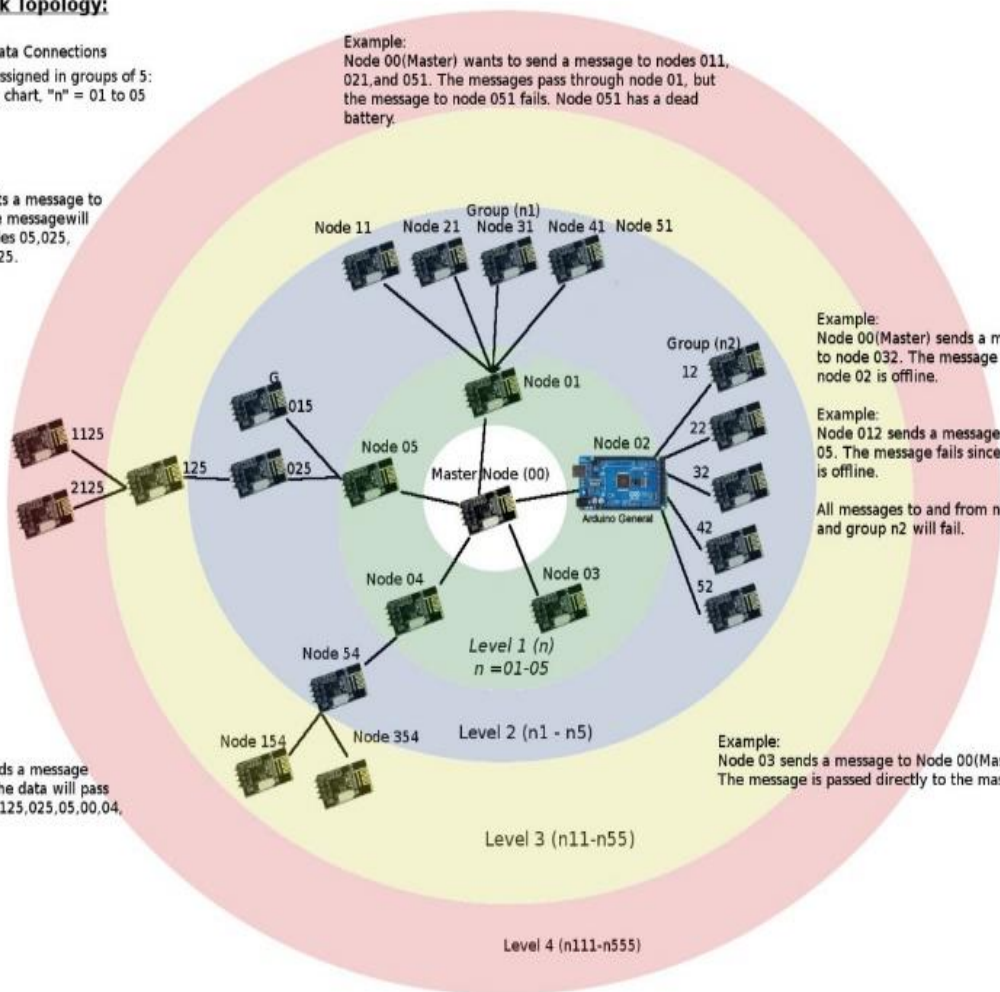 k Topology:
ata Connections
ssigned in groups of 5:
chart, "n" = 01 to 05
ts a message to
e messagewill
es 05,025,
25.
Example:
Node 00(Master) wants to send a message to nodes 011,
021,and 051. The messages pass through node 01, but
the message to node 051 fails. Node 051 has a dead
battery.
Group (n1)
Node 11
Node 21
Node 31
Node 41
Node 51
Node 01
Group (n2)
12
22
32
42
52
Node 02
Arduino General
Example:
Node 00(Master) sends a m
to node 032. The message
node 02 is offline.
Example:
Node 012 sends a message
05. The message fails since
is offline.
All messages to and from n
and group n2 will fail.
G
015
Node 05
025
125
1125
2125
Master Node (00)
Node 04
Node 03
Level 1 (n)
n =01-05
Node 54
Node 154
Node 354
Level 2 (n1 - n5)
Example:
Node 03 sends a message to Node 00(Mas
The message is passed directly to the mas
ds a message
he data will pass
125,025,05,00,04,
Level 3 (n11-n55)
Level 4 (n111-n555)